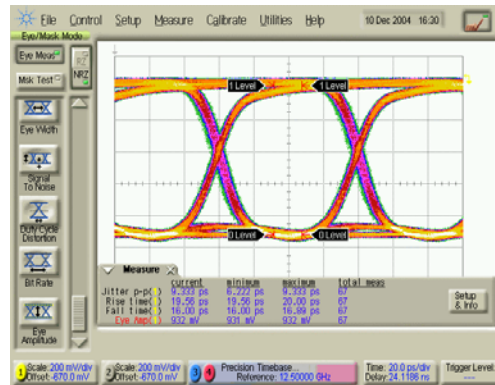 File Control Setup Measure Calibrate Utilities Help 10 Dec 2004 16:30
Eye/Mask Mode
Eye Meas
NRZ
Msk Test
Eye Width
Signal
To Noise
Duty Cycle
Distortion
Bit Rate
Eye
Amplitude
1 Level 1 Level
0 Level 0 Level
Measure
current minimum maximum total meas
Jitter p-p( ) 9.333 ps 6.222 ps 9.333 ps 67
Rise time( ) 19.56 ps 19.56 ps 20.00 ps 67
Fall time( ) 16.00 ps 16.00 ps 16.89 ps 67
Eye Amp( ) 932 mV 931 mV 932 mV 67
Setup
& Info
1 Scale: 200 mV/div 2 Scale: 200 mV/div 3 4 Precision Timebase... Time: 20.0 ps/div Trigger Level
Offset: -670.0 mV Offset: -670.0 mV Reference: 12.50000 GHz Delay: 24.1186 ns ---